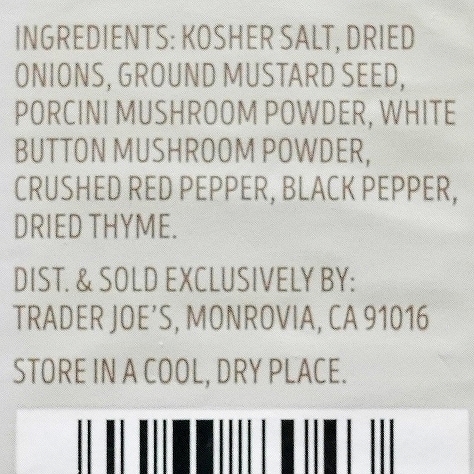 INGREDIENTS: KOSHER SALT, DRIED
ONIONS, GROUND MUSTARD SEED,
PORCINI MUSHROOM POWDER, WHITE
BUTTON MUSHROOM POWDER,
CRUSHED RED PEPPER, BLACK PEPPER,
DRIED THYME.
DIST. & SOLD EXCLUSIVELY BY:
TRADER JOE'S, MONROVIA, CA 91016
STORE IN A COOL, DRY PLACE.